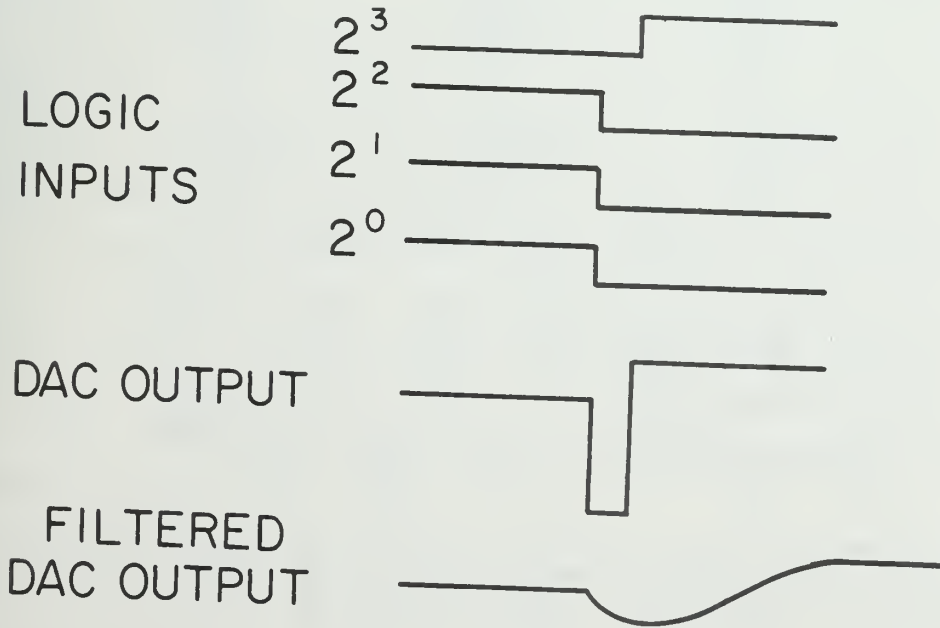 2³
2²
LOGIC
2¹
INPUTS
2⁰
DAC OUTPUT
FILTERED
DAC OUTPUT